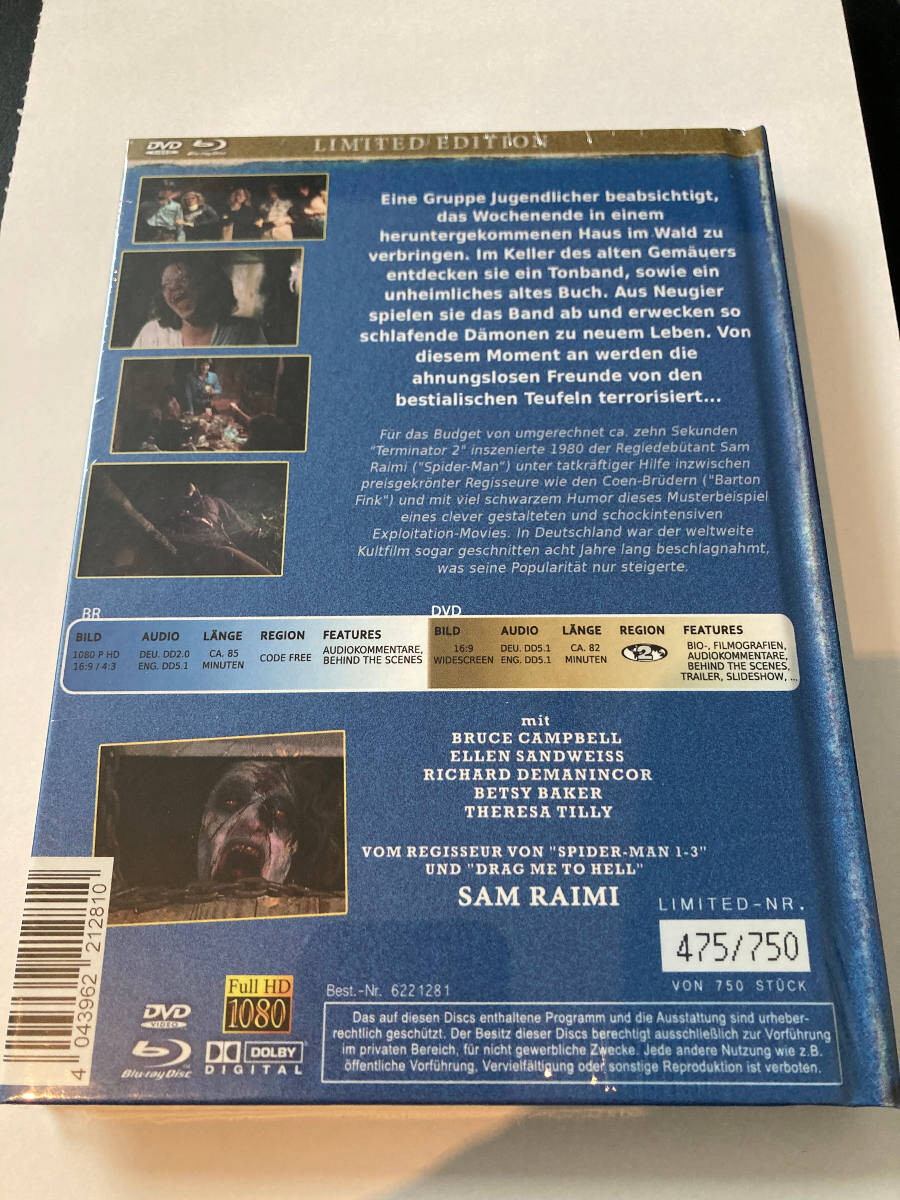 DVD VIDEO Blu-ray Disc LIMITED EDITION
Eine Gruppe Jugendlicher beabsichtigt,
das Wochenende in einem
heruntergekommenen Haus im Wald zu
verbringen. Im Keller des alten Gemäuers
entdecken sie ein Tonband, sowie ein
unheimliches altes Buch. Aus Neugier
spielen sie das Band ab und erwecken so
schlafende Dämonen zu neuem Leben. Von
diesem Moment an werden die
ahnungslosen Freunde von den
bestialischen Teufeln terrorisiert...
Für das Budget von umgerechnet ca. zehn Sekunden
"Terminator 2" inszenierte 1980 der Regiedebütant Sam
Raimi ("Spider-Man") unter tatkräftiger Hilfe inzwischen
preisgekrönter Regisseure wie den Coen-Brüdern ("Barton
Fink") und mit viel schwarzem Humor dieses Musterbeispiel
eines clever gestalteten und schockintensiven
Exploitation-Movies. In Deutschland war der weltweite
Kultfilm sogar geschnitten acht Jahre lang beschlagnahmt,
was seine Popularität nur steigerte.
BR
BILD AUDIO LÄNGE REGION FEATURES
1080 P HD DEU. DD2.0 CA. 85 CODE FREE AUDIOKOMMENTARE,
16:9 / 4:3 ENG. DD5.1 MINUTEN BEHIND THE SCENES
DVD
BILD AUDIO LÄNGE REGION FEATURES
16:9 DEU. DD5.1 CA. 82 2 BIO-, FILMOGRAFIEN,
WIDESCREEN ENG. DD5.1 MINUTEN AUDIOKOMMENTARE,
BEHIND THE SCENES,
TRAILER, SLIDESHOW, ...
mit
BRUCE CAMPBELL
ELLEN SANDWEISS
RICHARD DEMANINCOR
BETSY BAKER
THERESA TILLY
VOM REGISSEUR VON "SPIDER-MAN 1-3"
UND "DRAG ME TO HELL"
SAM RAIMI
LIMITED-NR.
475/750
VON 750 STÜCK
4 043962 212810
DVD VIDEO
Full HD
1080
Blu-ray Disc
DOLBY
DIGITAL
Best.-Nr. 6221281
Das auf diesen Discs enthaltene Programm und die Ausstattung sind urheber-
rechtlich geschützt. Der Besitz dieser Discs berechtigt ausschließlich zur Vorführung
im privaten Bereich, für nicht gewerbliche Zwecke. Jede andere Nutzung wie z.B.
öffentliche Vorführung, Vervielfältigung oder sonstige Reproduktion ist verboten.